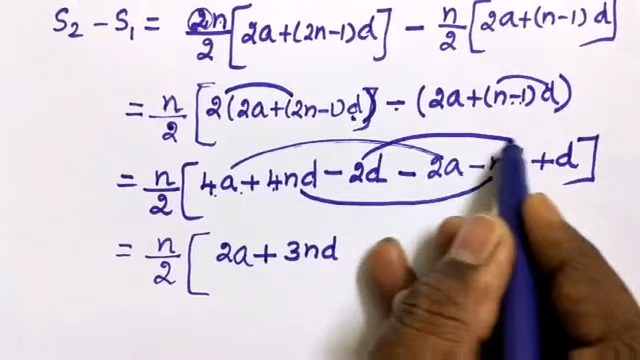 S₂ - S₁ = 2n/2 [2a+(2n-1)d] - n/2 [2a+(n-1)d]
= n/2 [2(2a+(2n-1)d) - (2a+(n-1)d)
= n/2 [4a+4nd-2d-2a- +d]
= n/2 [2a+3nd